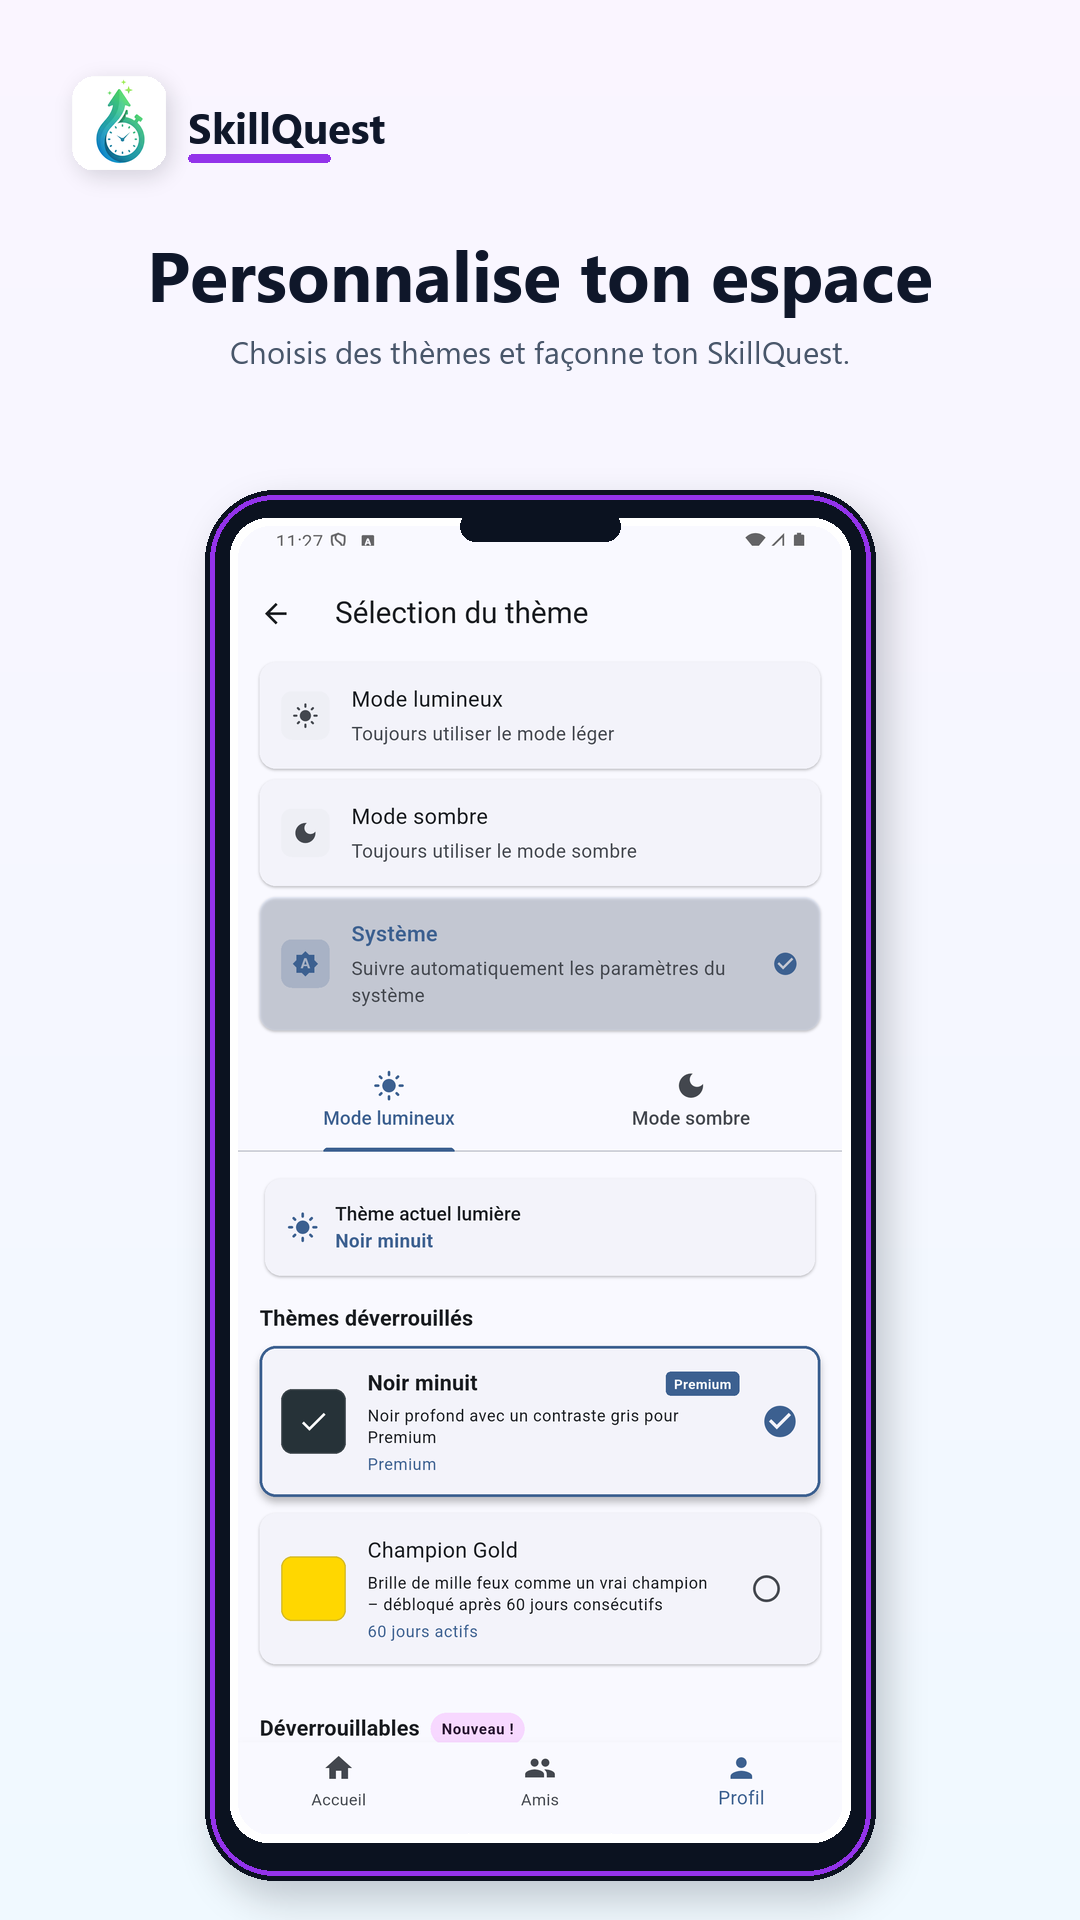 SkillQuest
Personnalise ton espace
Choisis des thèmes et façonne ton SkillQuest.
11:27
Sélection du thème
Mode lumineux
Toujours utiliser le mode léger
Mode sombre
Toujours utiliser le mode sombre
Système
Suivre automatiquement les paramètres du
système
Mode lumineux
Mode sombre
Thème actuel lumière
Noir minuit
Thèmes déverrouillés
Noir minuit
Premium
Noir profond avec un contraste gris pour
Premium
Premium
Champion Gold
Brille de mille feux comme un vrai champion
– débloqué après 60 jours consécutifs
60 jours actifs
Déverrouillables
Nouveau !
Accueil
Amis
Profil